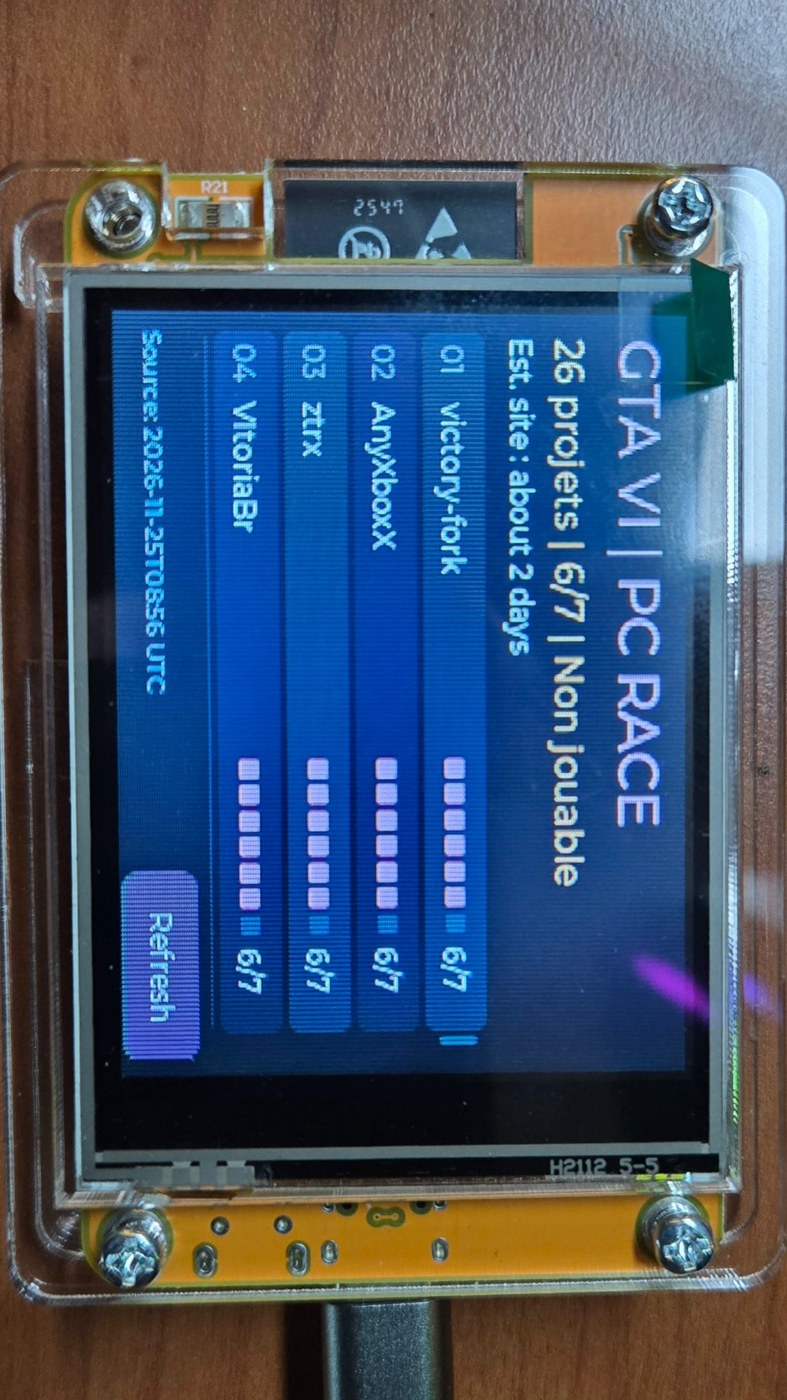 GTA VI | PC RACE
26 projets | 6/7 | Non jouable
Est. site : about 2 days
01 victory-fork 6/7
02 AnyXboxX 6/7
03 ztrx 6/7
04 VitoriaBr 6/7
Source: 2026-11-25T08:56 UTC
Refresh
R21
2547
H2112 5-5